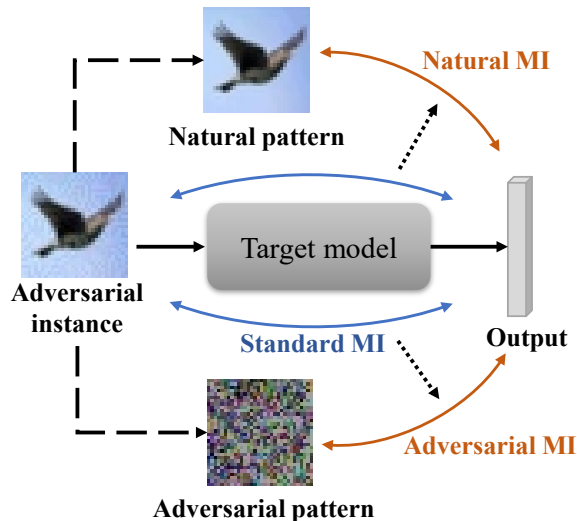 Natural MI
Natural pattern
Target model
Adversarial
instance
Standard MI
Output
Adversarial MI
Adversarial pattern